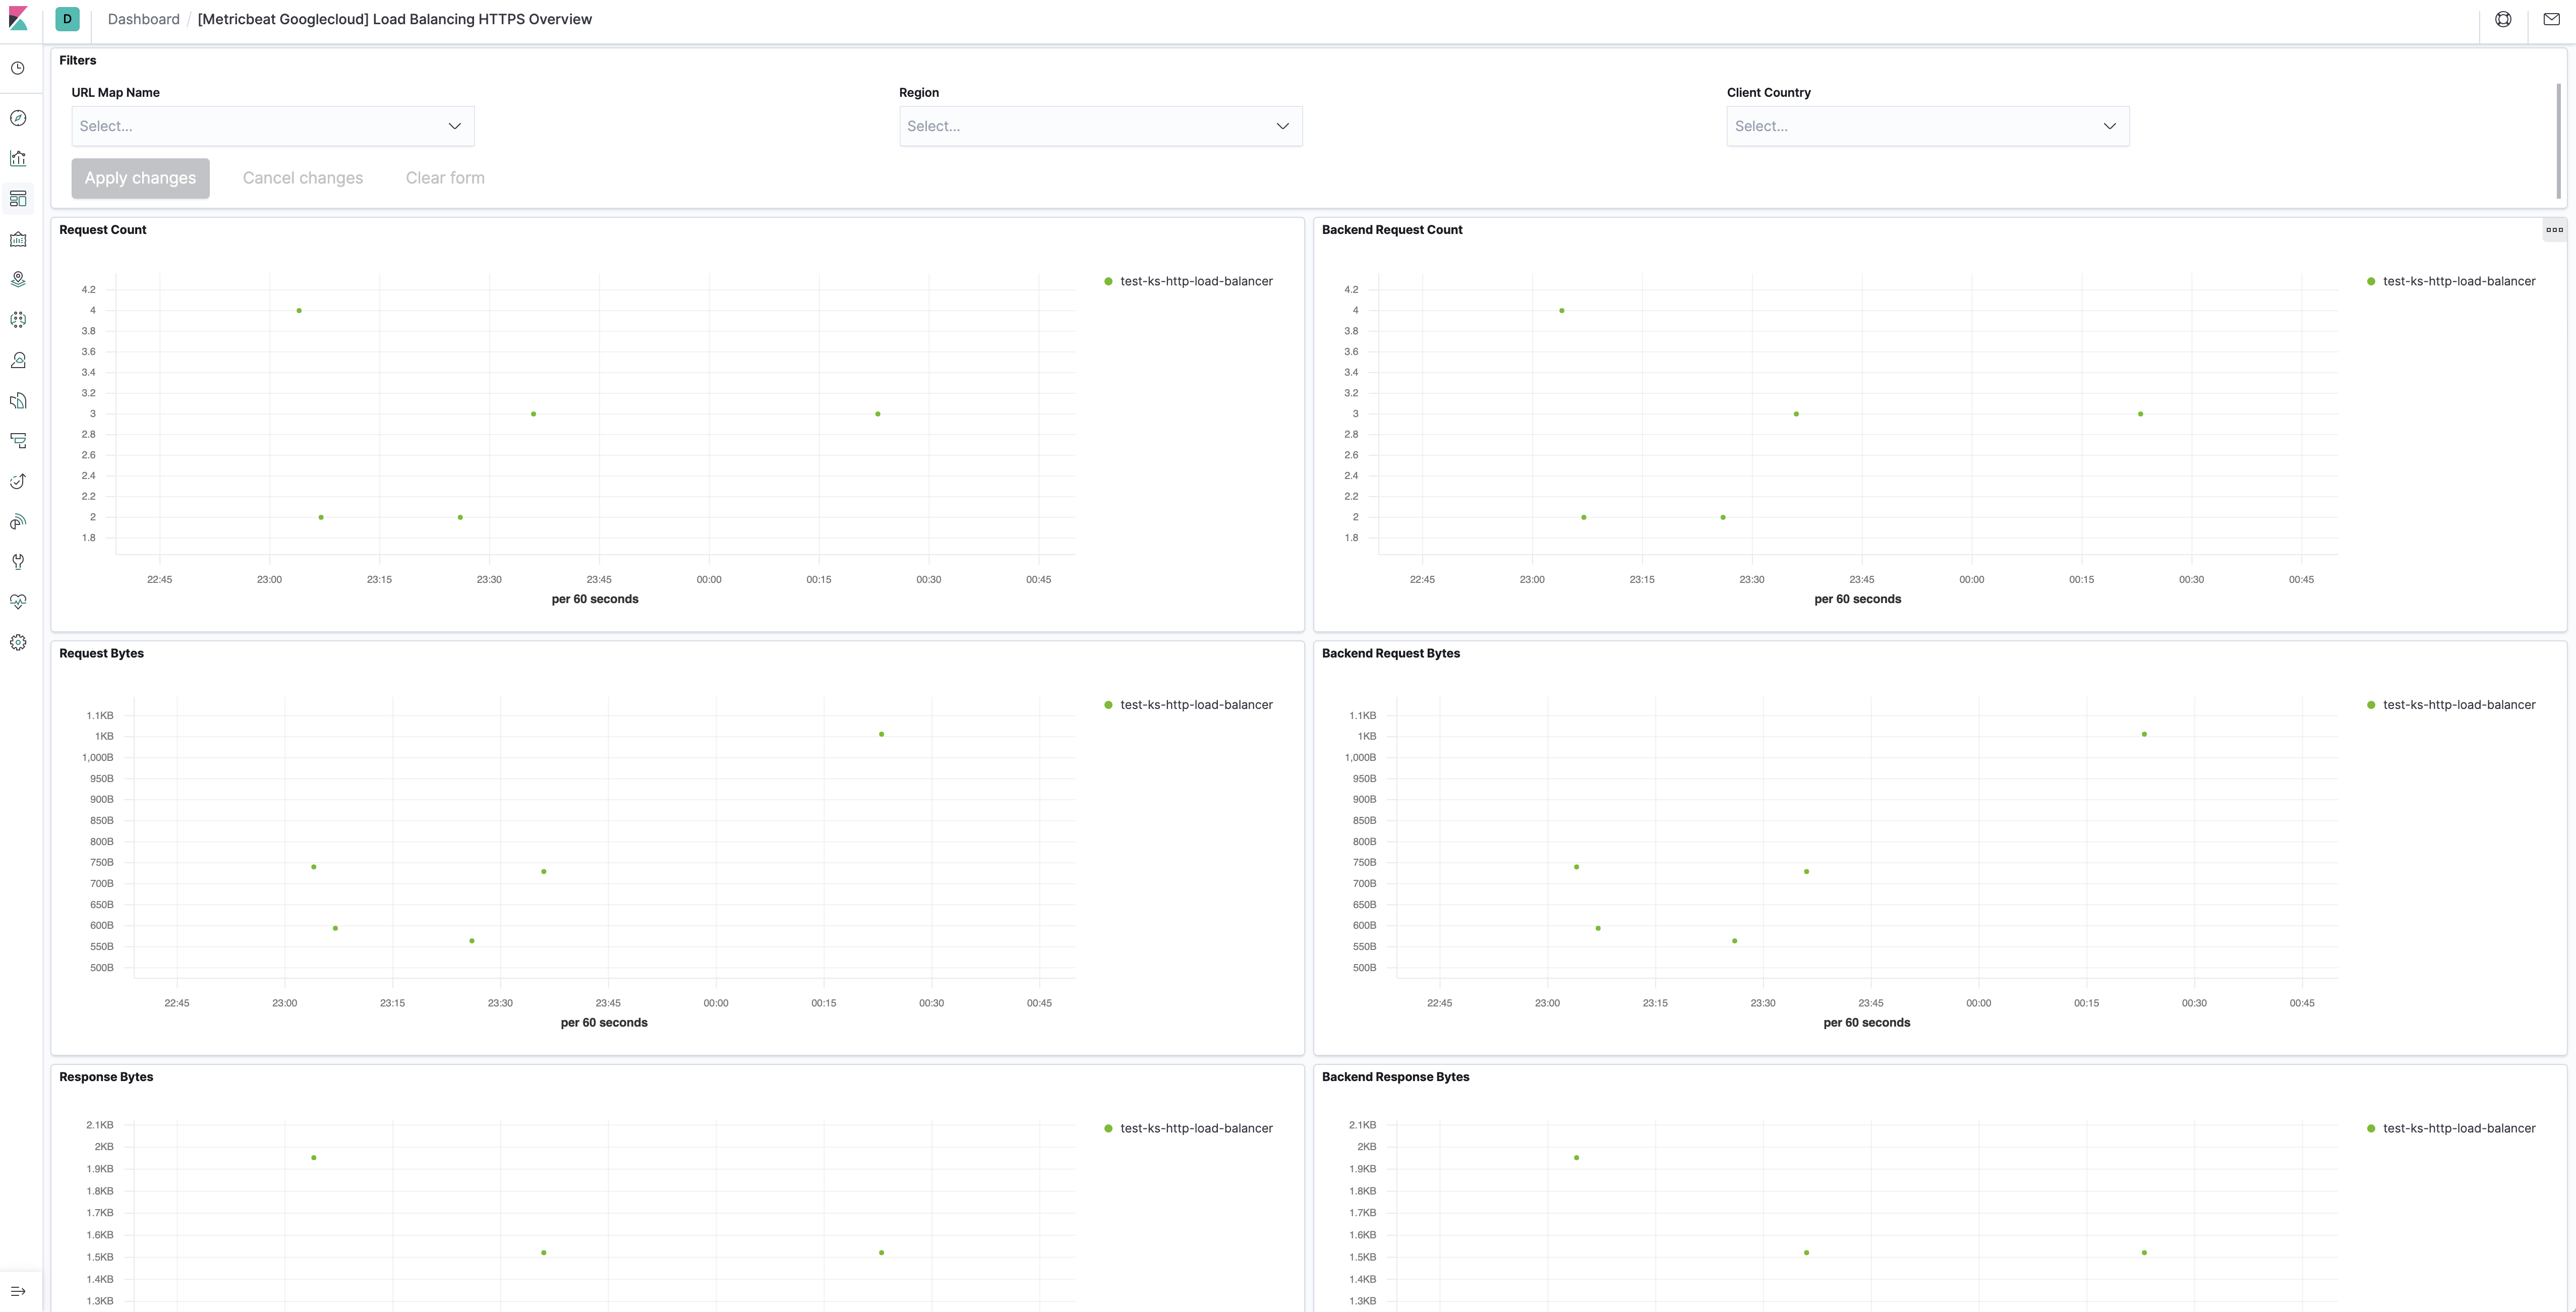 D Dashboard / [Metricbeat Googlecloud] Load Balancing HTTPS Overview
Filters
URL Map Name
Select...
Region
Select...
Client Country
Select...
Apply changes Cancel changes Clear form
Request Count
4.2
4
3.8
3.6
3.4
3.2
3
2.8
2.6
2.4
2.2
2
1.8
22:45 23:00 23:15 23:30 23:45 00:00 00:15 00:30 00:45
per 60 seconds
test-ks-http-load-balancer
Backend Request Count
4.2
4
3.8
3.6
3.4
3.2
3
2.8
2.6
2.4
2.2
2
1.8
22:45 23:00 23:15 23:30 23:45 00:00 00:15 00:30 00:45
per 60 seconds
test-ks-http-load-balancer
Request Bytes
1.1KB
1KB
1,000B
950B
900B
850B
800B
750B
700B
650B
600B
550B
500B
22:45 23:00 23:15 23:30 23:45 00:00 00:15 00:30 00:45
per 60 seconds
test-ks-http-load-balancer
Backend Request Bytes
1.1KB
1KB
1,000B
950B
900B
850B
800B
750B
700B
650B
600B
550B
500B
22:45 23:00 23:15 23:30 23:45 00:00 00:15 00:30 00:45
per 60 seconds
test-ks-http-load-balancer
Response Bytes
2.1KB
2KB
1.9KB
1.8KB
1.7KB
1.6KB
1.5KB
1.4KB
1.3KB
test-ks-http-load-balancer
Backend Response Bytes
2.1KB
2KB
1.9KB
1.8KB
1.7KB
1.6KB
1.5KB
1.4KB
1.3KB
test-ks-http-load-balancer